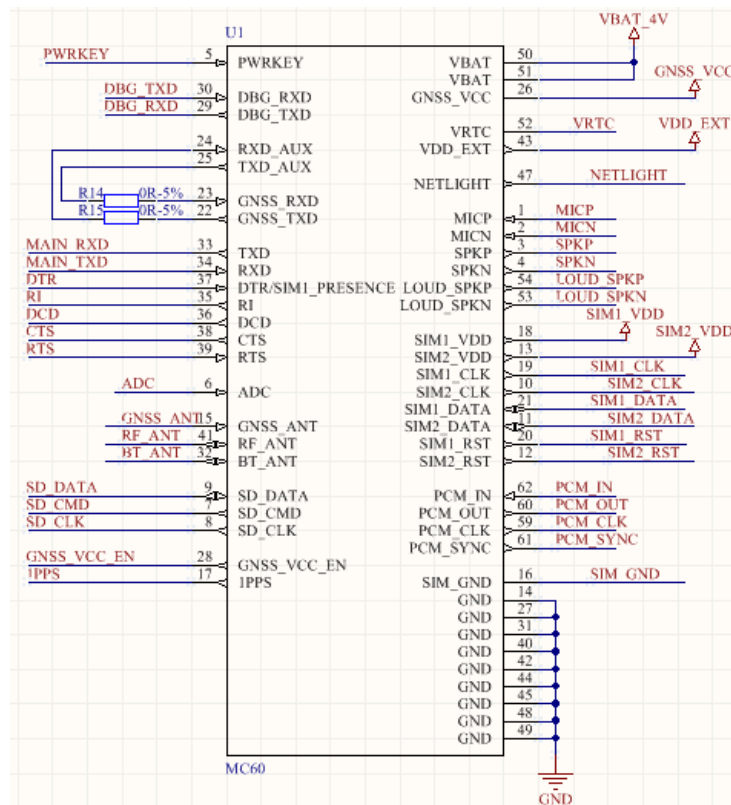 VBAT_4V
U1
PWRKEY 5 PWRKEY VBAT 50
VBAT 51
GNSS_VCC
DBG_TXD 30 DBG_RXD GNSS_VCC 26
DBG_RXD 29 DBG_TXD
VRTC 52 VRTC VDD_EXT
24 RXD_AUX VDD_EXT 43
25 TXD_AUX
NETLIGHT 47 NETLIGHT
R14 0R-5% 23 GNSS_RXD
R15 0R-5% 22 GNSS_TXD MICP 1 MICP
MICN 2 MICN
MAIN_RXD 33 TXD SPKP 3 SPKP
MAIN_TXD 34 RXD SPKN 4 SPKN
DTR 37 DTR/SIM1_PRESENCE LOUD_SPKP 54 LOUD_SPKP
RI 35 RI LOUD_SPKN 53 LOUD_SPKN
DCD 36 DCD SIM1_VDD
CTS 38 CTS SIM1_VDD 18 SIM2_VDD
RTS 39 RTS SIM2_VDD 13
SIM1_CLK 19 SIM1_CLK
ADC 6 ADC SIM2_CLK 10 SIM2_CLK
SIM1_DATA 21 SIM1_DATA
GNSS_ANT 15 GNSS_ANT SIM2_DATA 11 SIM2_DATA
RF_ANT 41 RF_ANT SIM1_RST 20 SIM1_RST
BT_ANT 32 BT_ANT SIM2_RST 12 SIM2_RST
SD_DATA 9 SD_DATA PCM_IN 62 PCM_IN
SD_CMD 7 SD_CMD PCM_OUT 60 PCM_OUT
SD_CLK 8 SD_CLK PCM_CLK 59 PCM_CLK
PCM_SYNC 61 PCM_SYNC
GNSS_VCC_EN 28 GNSS_VCC_EN
1PPS 17 1PPS SIM_GND 16 SIM_GND
GND 14
GND 27
GND 31
GND 40
GND 42
GND 44
GND 45
GND 48
GND 49
MC60
GND